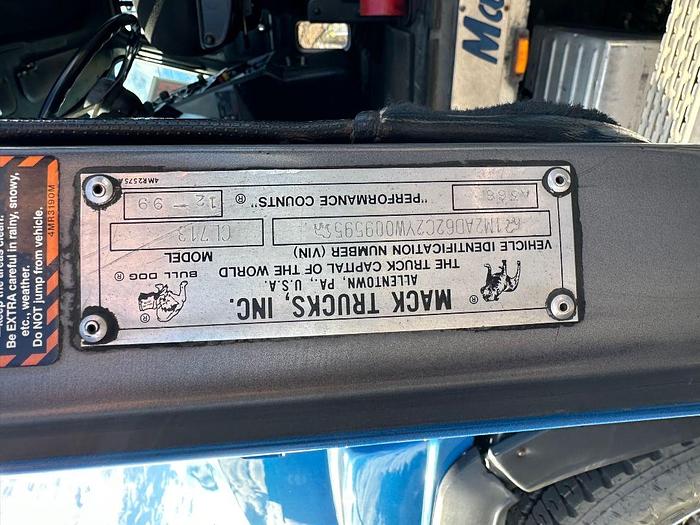 Ma
4MR2575A
MACK TRUCKS, INC.
ALLENTOWN, PA., U.S.A.
THE TRUCK CAPITAL OF THE WORLD
BULL DOG ®
VEHICLE IDENTIFICATION NUMBER (VIN)
MODEL
1M2AD62C2YW009595
CL713
"PERFORMANCE COUNTS" ®
12-99
4MR3190M
Be EXTRA careful in rainy, snowy,
etc., weather.
Do NOT jump from vehicle.